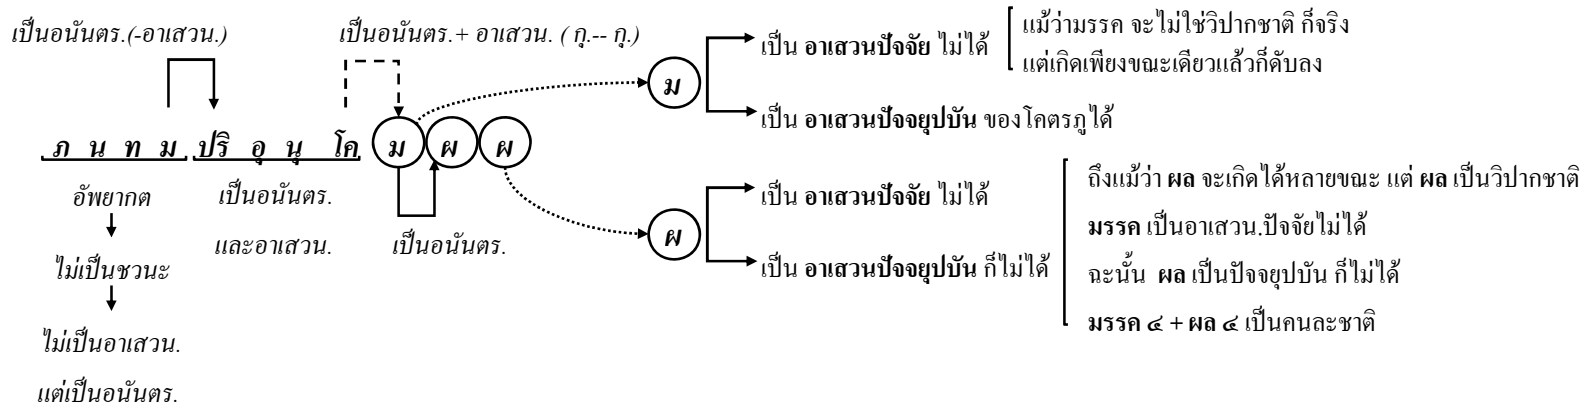 เป็นอนันตร.(-อาเสวน.)
เป็นอนันตร.+ อาเสวน. ( กุ.-- กุ.)
ภ น ท ม ปริ อุ นุ โค ม ผ ผ
อัพยากต
ไม่เป็นชวนะ
ไม่เป็นอาเสวน.
แต่เป็นอนันตร.
เป็นอนันตร.
และอาเสวน.
เป็นอนันตร.
ม
เป็น อาเสวนปัจจัย ไม่ได้
แม้ว่ามรรค จะไม่ใช่วิปากชาติ ก็จริง
แต่เกิดเพียงขณะเดียวแล้วก็ดับลง
เป็น อาเสวนปัจจยุปบัน ของโคตรภูได้
ผ
เป็น อาเสวนปัจจัย ไม่ได้
เป็น อาเสวนปัจจยุปบัน ก็ไม่ได้
ถึงแม้ว่า ผล จะเกิดได้หลายขณะ แต่ ผล เป็นวิปากชาติ
มรรค เป็นอาเสวน.ปัจจัยไม่ได้
ฉะนั้น ผล เป็นปัจจยุปบัน ก็ไม่ได้
มรรค ๔ + ผล ๔ เป็นคนละชาติ